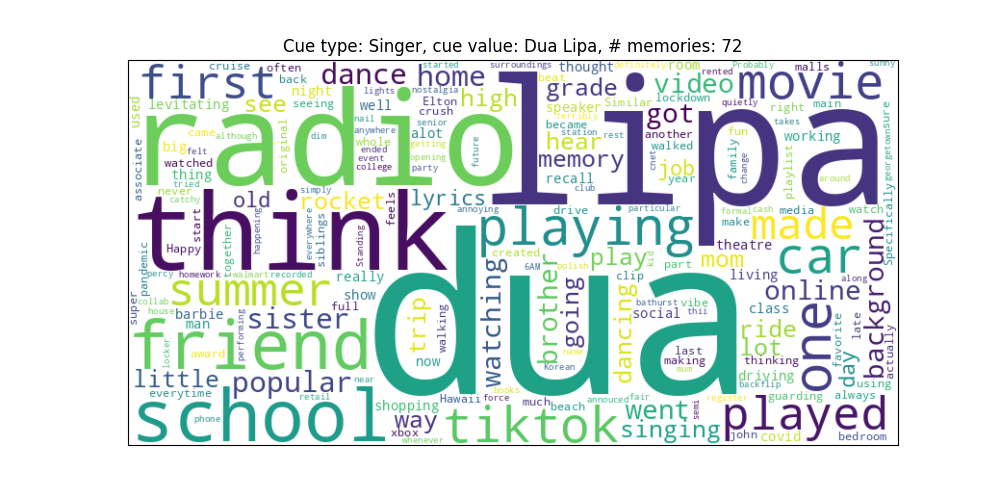 Cue type: Singer, cue value: Dua Lipa, # memories: 72
cruise often started surroundings thought definitely room rented Probably malls sunny
first back dance home lipa beat grade video movie
levitating night lights nostalgia Elton high speaker Similar lockdown got right main
used see seeing well crush became quietly takes sure
radio station rest walked another working
came although original dim nail anywhere senior alot getting hear memory job fun
big felt whole event ended opening future family change playlist
associate watched college party recall year cnet georgetown
thing never tried simply club around
catchy old rocket feels lyrics annoying drive particular formal cash media watch Specifically
think start happening everywhere siblings Standing playing make made
Happy together theatre
pandemic percy homework walmart recorded really created 6AM polish play kid part mom car
summer show clip living online along
super collab house barbie full trip walking watching brother going dancing bathurst vibe social thii class background
man sister dua
friend performing now Korean name last making ride lot one late
award locker mum thinking day favorite actually
little popular near driving backflip using
everytime retail books Hawaii force much annouced fair register guarding always
school phone shopping way beach went semi played
xbox whenever tiktok singing john covid bedroom